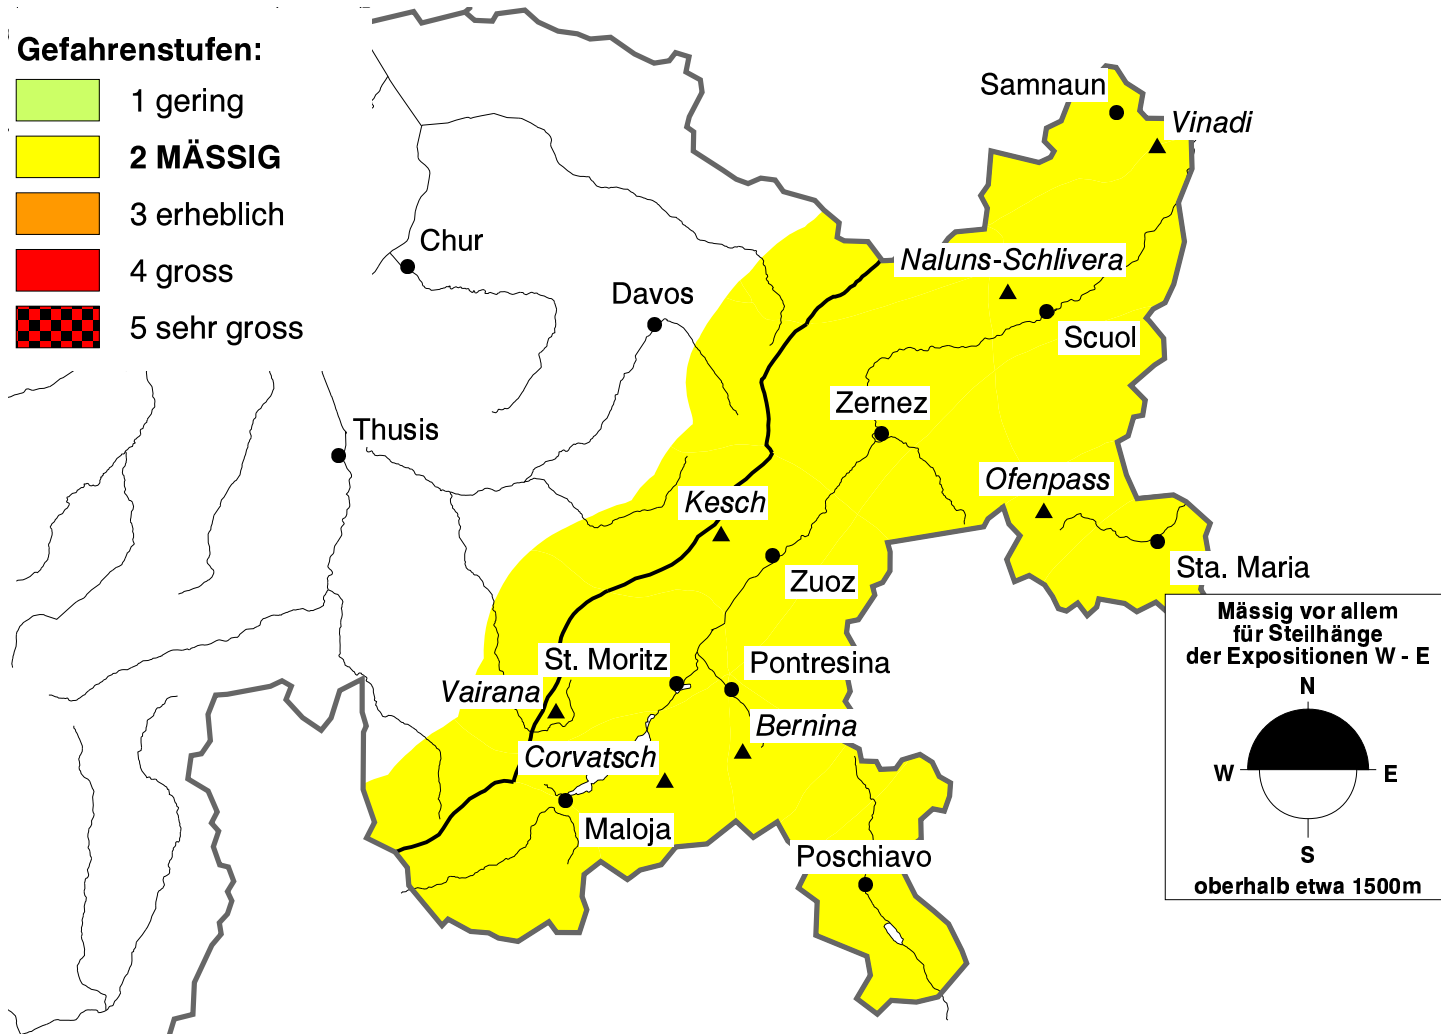 Gefahrenstufen:
1 gering
2 MÄSSIG
3 erheblich
4 gross
5 sehr gross
Samnaun
Vinadi
Chur
Naluns-Schlivera
Davos
Scuol
Zernez
Thusis
Ofenpass
Kesch
Sta. Maria
Zuoz
St. Moritz
Pontresina
Vairana
Bernina
Corvatsch
Maloja
Poschiavo
Mässig vor allem
für Steilhänge
der Expositionen W - E
N
W E
S
oberhalb etwa 1500m